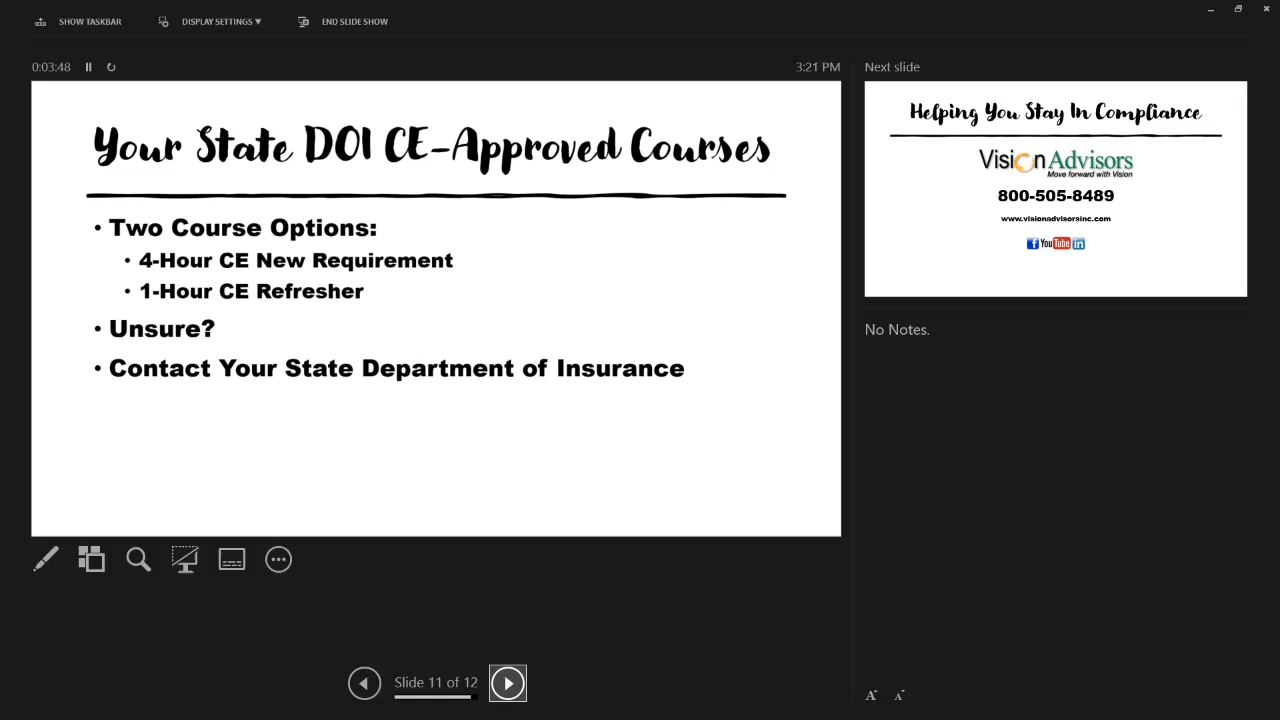 SHOW TASKBAR
DISPLAY SETTINGS ▼
END SLIDE SHOW
0:03:48
3:21 PM
Your State DOI CE-Approved Courses
• Two Course Options:
• 4-Hour CE New Requirement
• 1-Hour CE Refresher
• Unsure?
• Contact Your State Department of Insurance
Slide 11 of 12
Next slide
Helping You Stay In Compliance
Vision Advisors
Move forward with Vision
800-505-8489
www.visionadvisorsinc.com
f YouTube in
No Notes.
A A